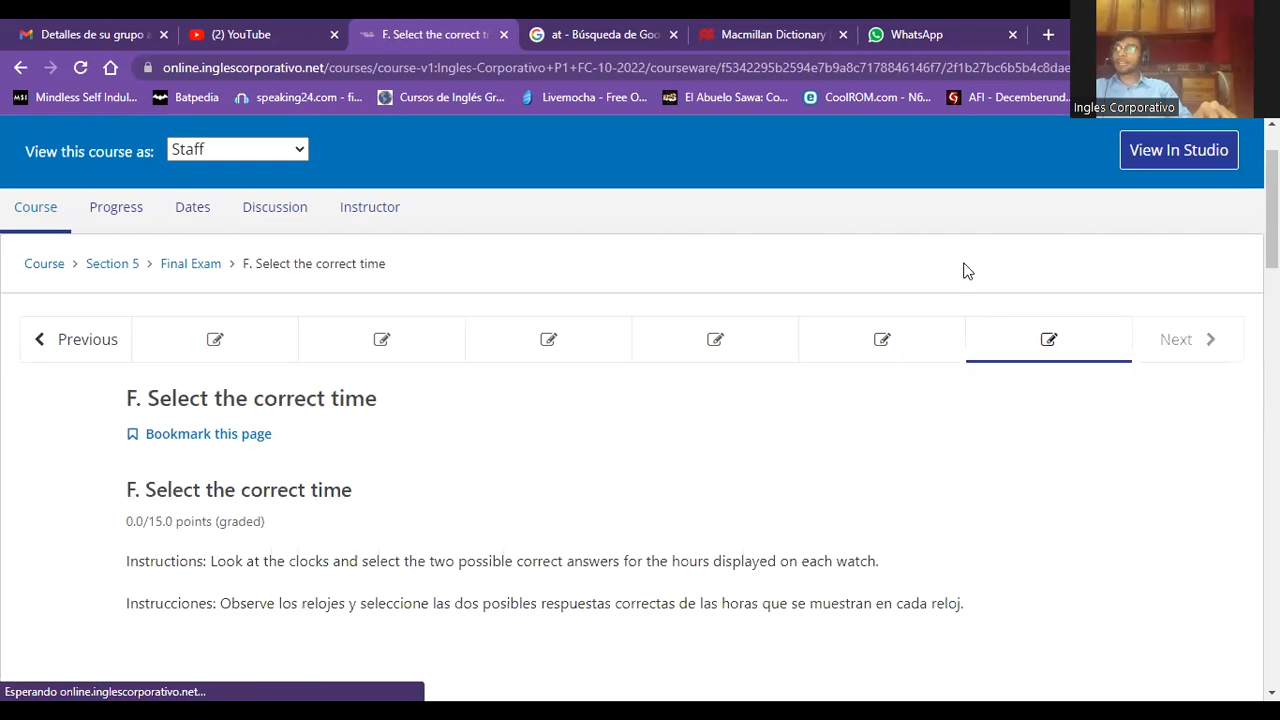 Detalles de su grupo a
(2) YouTube
F. Select the correct ti
at - Búsqueda de Goo
Macmillan Dictionary
WhatsApp
online.inglescorporativo.net/courses/course-v1:Ingles-Corporativo+P1+FC-10-2022/courseware/f5342295b2594e7b9a8c7178846146f7/2f1b27bc6b5b4c8dae
Mindless Self Indul...
Batpedia
speaking24.com - fi...
Cursos de Inglés Gr...
Livemocha - Free O...
El Abuelo Sawa: Co...
CoolROM.com - N6...
AFI - Decemberund...
Ingles Corporativo
View this course as:
Staff
View In Studio
Course
Progress
Dates
Discussion
Instructor
Course > Section 5 > Final Exam > F. Select the correct time
Previous
Next
F. Select the correct time
Bookmark this page
F. Select the correct time
0.0/15.0 points (graded)
Instructions: Look at the clocks and select the two possible correct answers for the hours displayed on each watch.
Instrucciones: Observe los relojes y seleccione las dos posibles respuestas correctas de las horas que se muestran en cada reloj.
Esperando online.inglescorporativo.net...